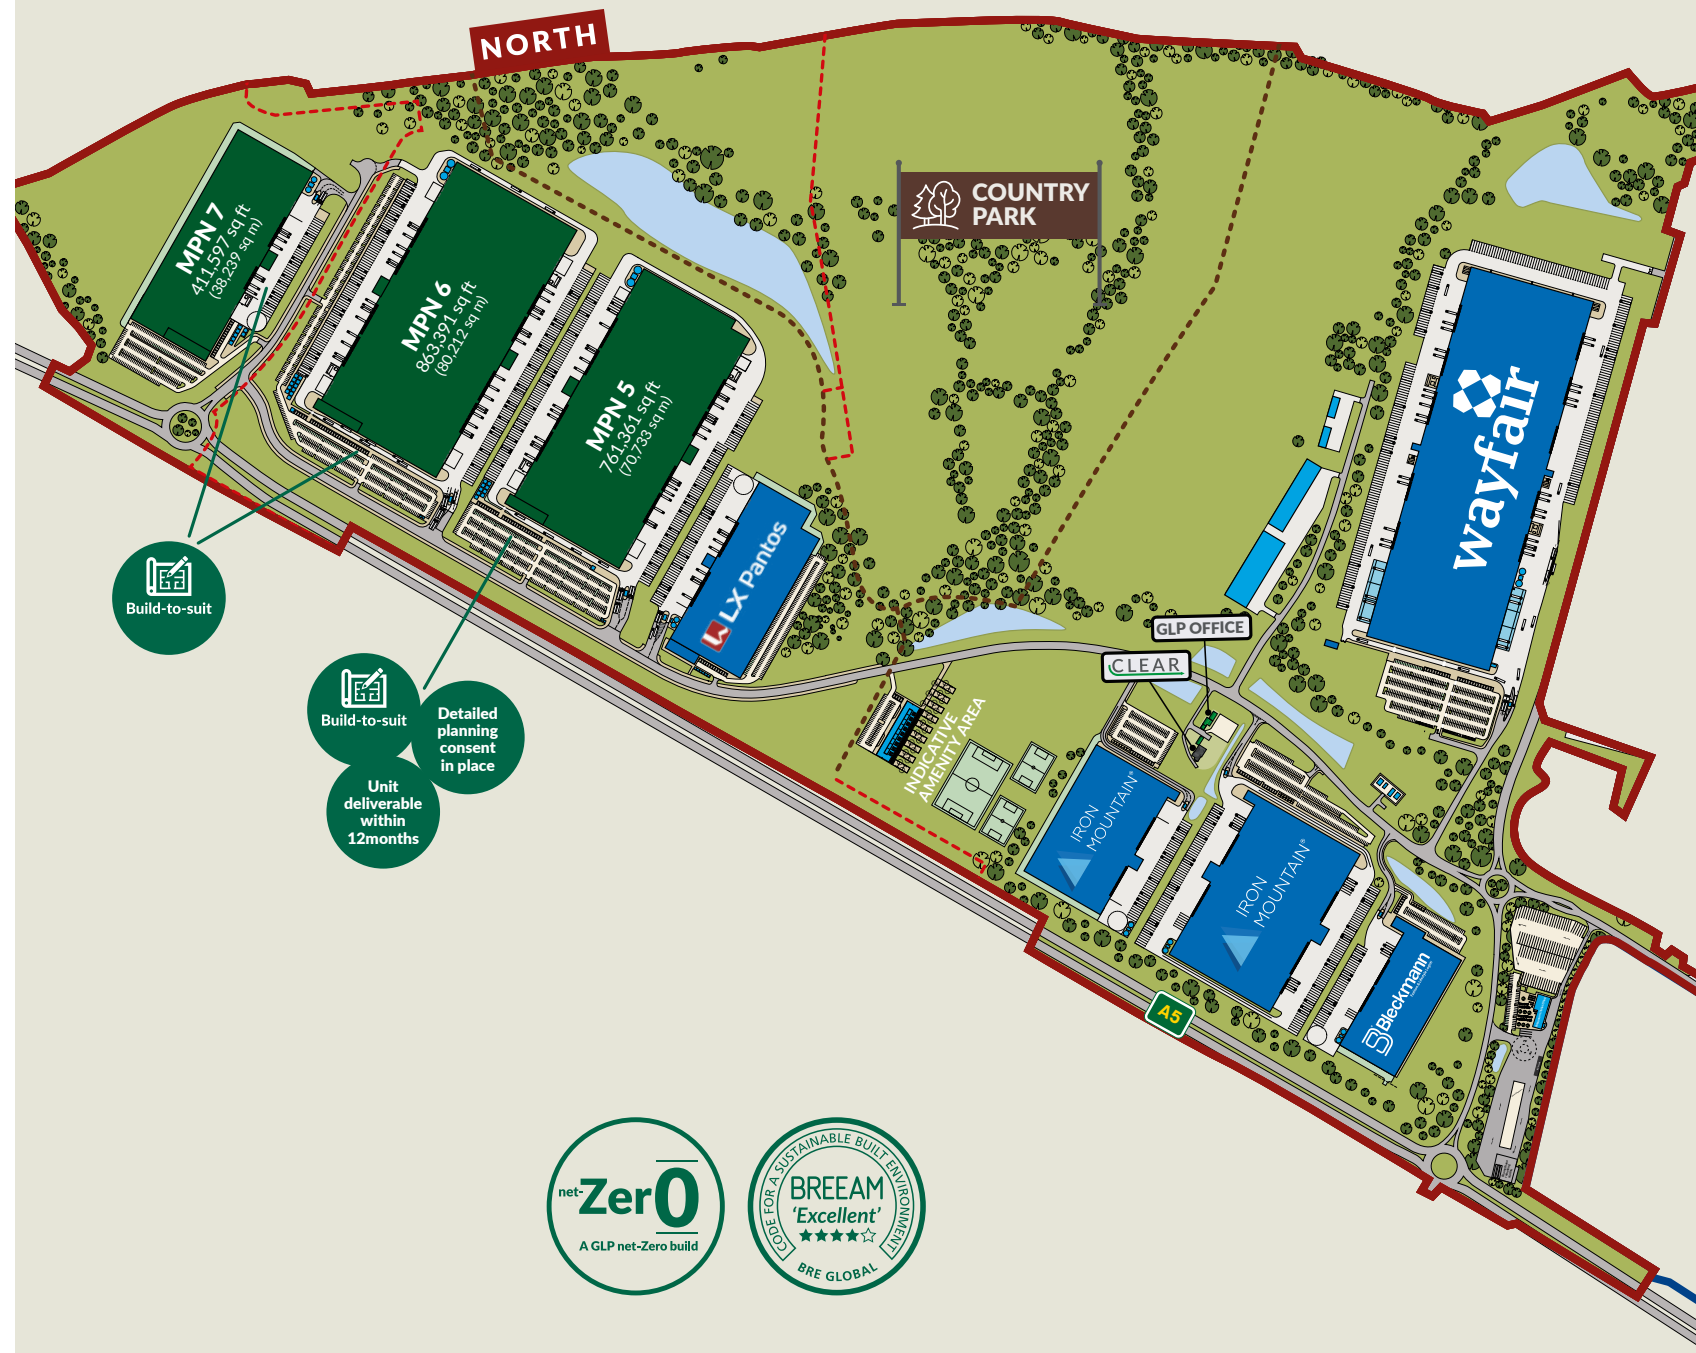 NORTH
COUNTRY
PARK
MPN 7
411,597 sq ft
(38,239 sq m)
MPN 6
863,391 sq ft
(80,212 sq m)
MPN 5
761,361 sq ft
(70,733 sq m)
wayfair
LX Pantos
Build-to-suit
Build-to-suit
Detailed
planning
consent
in place
Unit
deliverable
within
12months
GLP OFFICE
CLEAR
INDICATIVE
AMENITY AREA
IRON
MOUNTAIN®
IRON
MOUNTAIN®
Bleckmann
A5
net-Zer0
A GLP net-Zero build
CODE FOR A SUSTAINABLE BUILT ENVIRONMENT
BREEAM
‘Excellent’
BRE GLOBAL